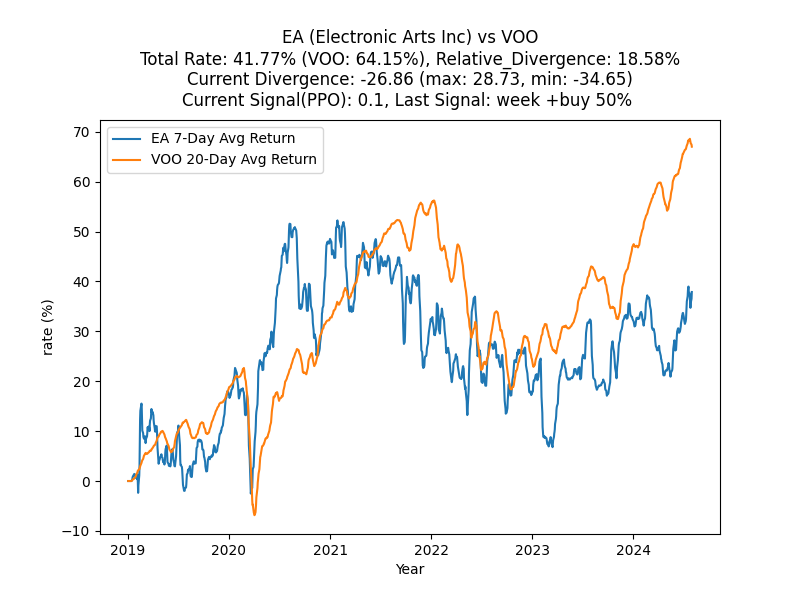 EA (Electronic Arts Inc) vs VOO
Total Rate: 41.77% (VOO: 64.15%), Relative_Divergence: 18.58%
Current Divergence: -26.86 (max: 28.73, min: -34.65)
Current Signal(PPO): 0.1, Last Signal: week +buy 50%
EA 7-Day Avg Return
VOO 20-Day Avg Return
rate (%)
70
60
50
40
30
20
10
0
−10
2019 2020 2021 2022 2023 2024
Year